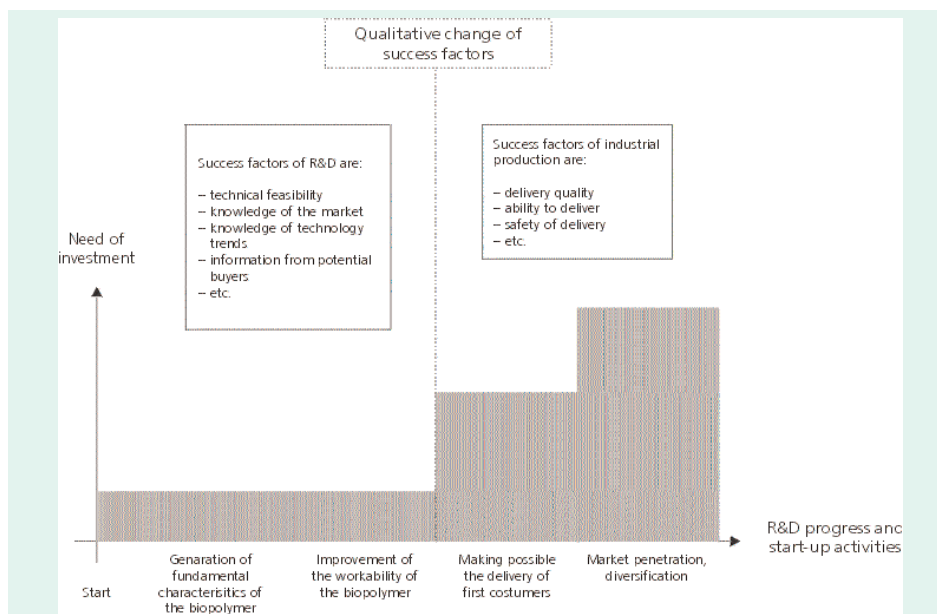 Qualitative change of
success factors
Success factors of R&D are:
– technical feasibility
– knowledge of the market
– knowledge of technology
trends
– information from potential
buyers
– etc.
Success factors of industrial
production are:
– delivery quality
– ability to deliver
– safety of delivery
– etc.
Need of
investment
R&D progress and
start-up activities
Start
Genaration of
fundamental
characterisitics of
the biopolymer
Improvement of
the workability of
the biopolymer
Making possible
the delivery of
first costumers
Market penetration,
diversification